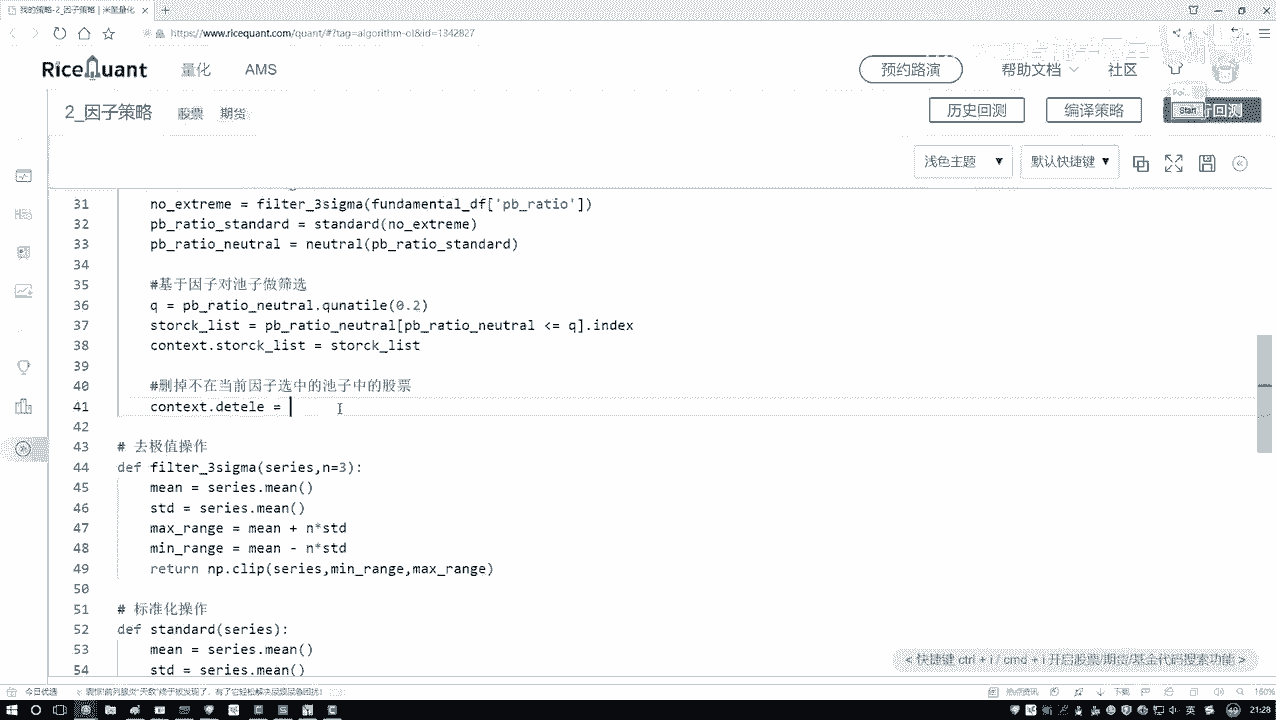 我的策略-2_因子策略 | 米筐量化
https://www.ricequant.com/quant/#?tag=algorithm-ol&id=1342827
RiceQuant 量化 AMS 预约路演 帮助文档 社区
2_因子策略 股票 期货 历史回测 编译策略 回测
Start
浅色主题 ▼ 默认快捷键 ▼
31 no_extreme = filter_3sigma(fundamental_df['pb_ratio'])
32 pb_ratio_standard = standard(no_extreme)
33 pb_ratio_neutral = neutral(pb_ratio_standard)
34
35 #基于因子对池子做筛选
36 q = pb_ratio_neutral.qunatile(0.2)
37 storck_list = pb_ratio_neutral[pb_ratio_neutral <= q].index
38 context.storck_list = storck_list
39
40 #删掉不在当前因子选中的池子中的股票
41 context.detele =
42
43 # 去极值操作
44 def filter_3sigma(series,n=3):
45 mean = series.mean()
46 std = series.mean()
47 max_range = mean + n*std
48 min_range = mean - n*std
49 return np.clip(series,min_range,max_range)
50
51 # 标准化操作
52 def standard(series):
53 mean = series.mean()
54 std = series.mean()
< 快捷键 ctrl + i / cmd + i 开启股票/期货/基金代码搜索功能 >
今日优选
热点资讯 下载 150%
英 21:28